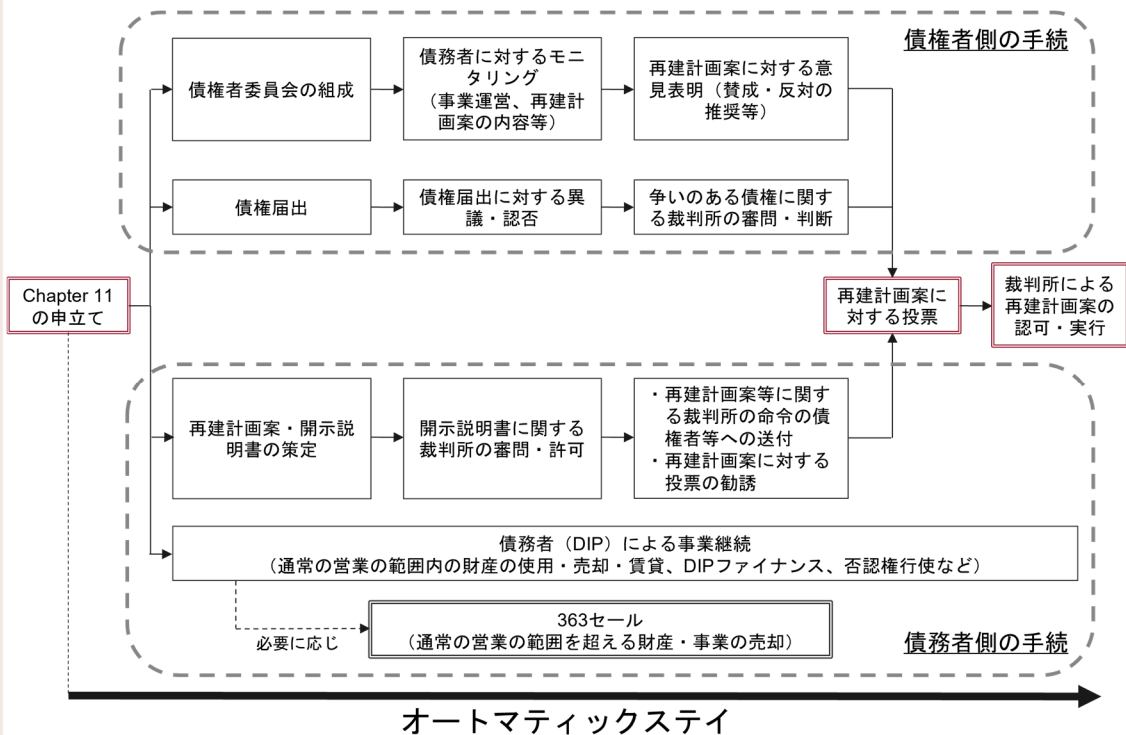 債権者側の手続
債権者委員会の組成
債務者に対するモニ
タリング
（事業運営、再建計
画案の内容等）
再建計画案に対する意
見表明（賛成・反対の
推奨等）
債権届出
債権届出に対する異
議・認否
争いのある債権に関す
る裁判所の審問・判断
Chapter 11
の申立て
再建計画案に
対する投票
裁判所による
再建計画案の
認可・実行
再建計画案・開示説
明書の策定
開示説明書に関する
裁判所の審問・許可
・再建計画案等に関す
る裁判所の命令の債
権者等への送付
・再建計画案に対する
投票の勧誘
債務者（DIP）による事業継続
（通常の営業の範囲内の財産の使用・売却・賃貸、DIPファイナンス、否認権行使など）
必要に応じ
363セール
（通常の営業の範囲を超える財産・事業の売却）
債務者側の手続
オートマティックステイ